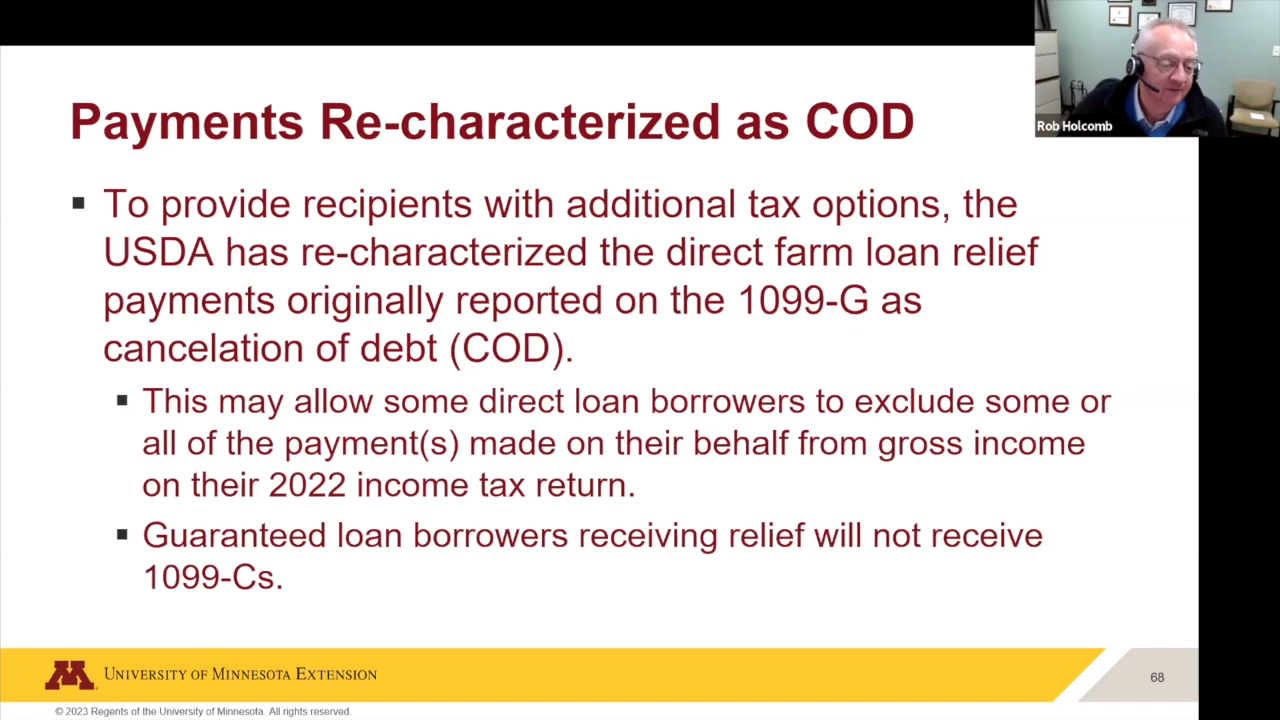 Payments Re-characterized as COD
Rob Holcomb
▪ To provide recipients with additional tax options, the
USDA has re-characterized the direct farm loan relief
payments originally reported on the 1099-G as
cancelation of debt (COD).
▪ This may allow some direct loan borrowers to exclude some or
all of the payment(s) made on their behalf from gross income
on their 2022 income tax return.
▪ Guaranteed loan borrowers receiving relief will not receive
1099-Cs.
M UNIVERSITY OF MINNESOTA EXTENSION
68
© 2023 Regents of the University of Minnesota. All rights reserved.